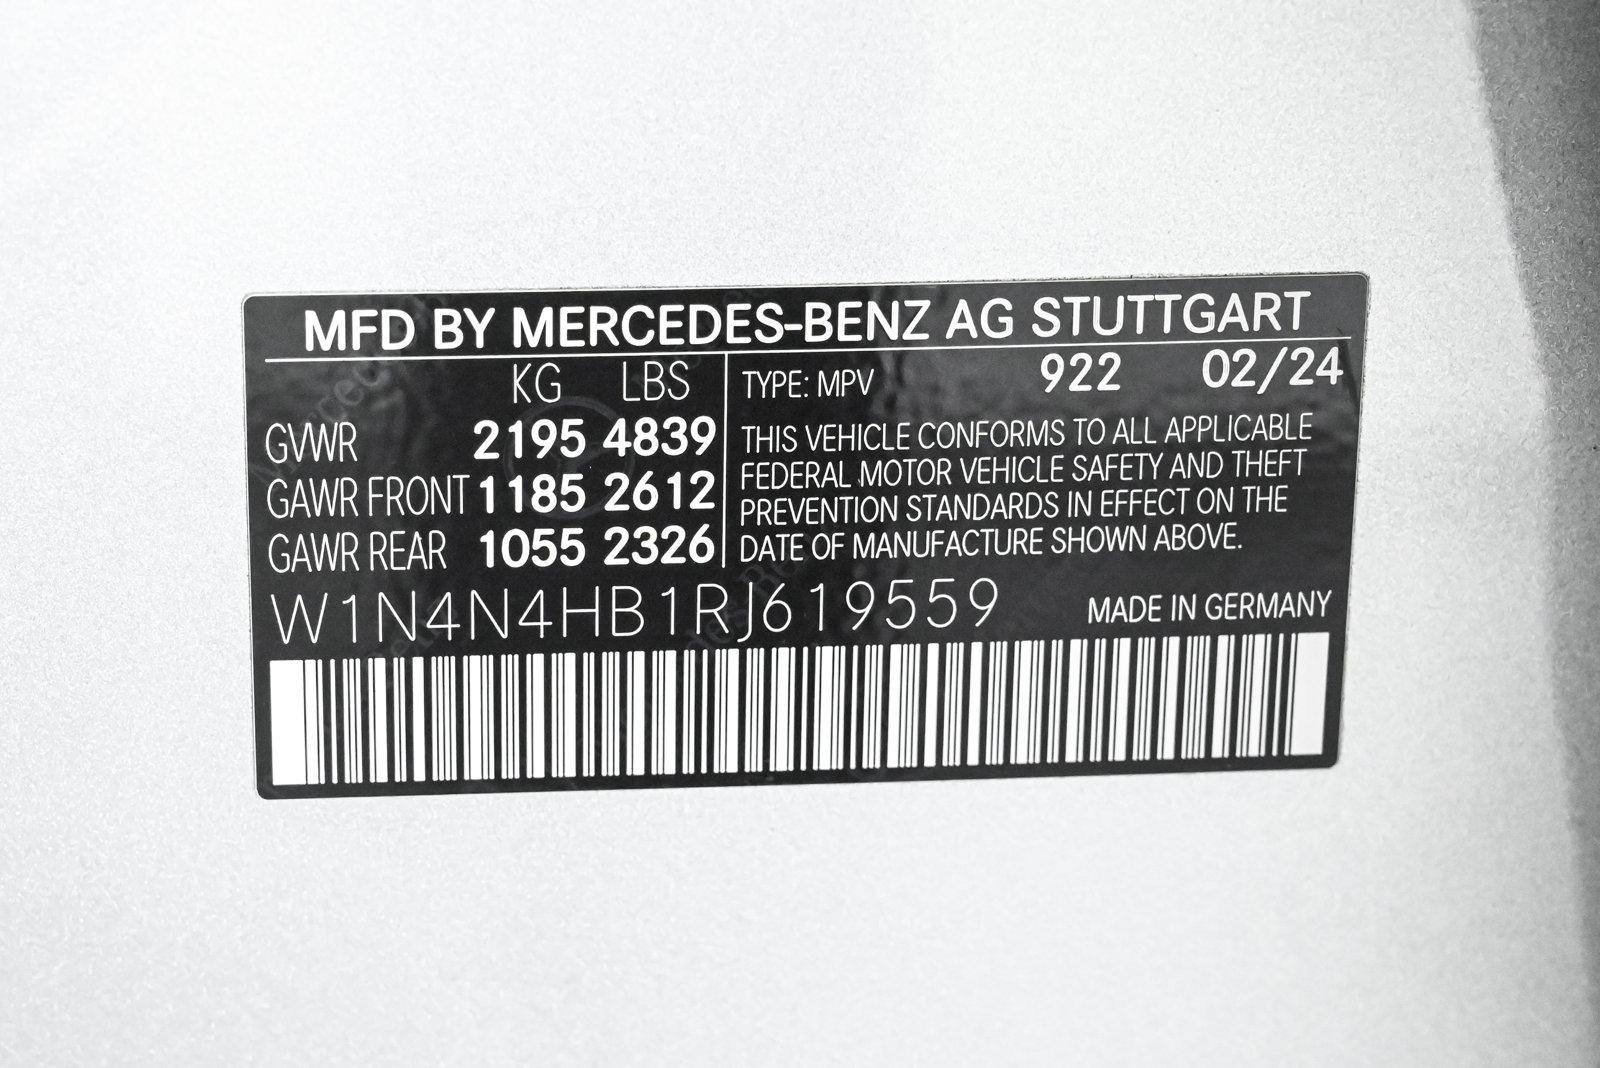 MFD BY MERCEDES-BENZ AG STUTTGART
KG LBS
GVWR 2195 4839
GAWR FRONT 1185 2612
GAWR REAR 1055 2326
TYPE: MPV 922 02/24
THIS VEHICLE CONFORMS TO ALL APPLICABLE
FEDERAL MOTOR VEHICLE SAFETY AND THEFT
PREVENTION STANDARDS IN EFFECT ON THE
DATE OF MANUFACTURE SHOWN ABOVE.
W1N4N4HB1RJ619559 MADE IN GERMANY